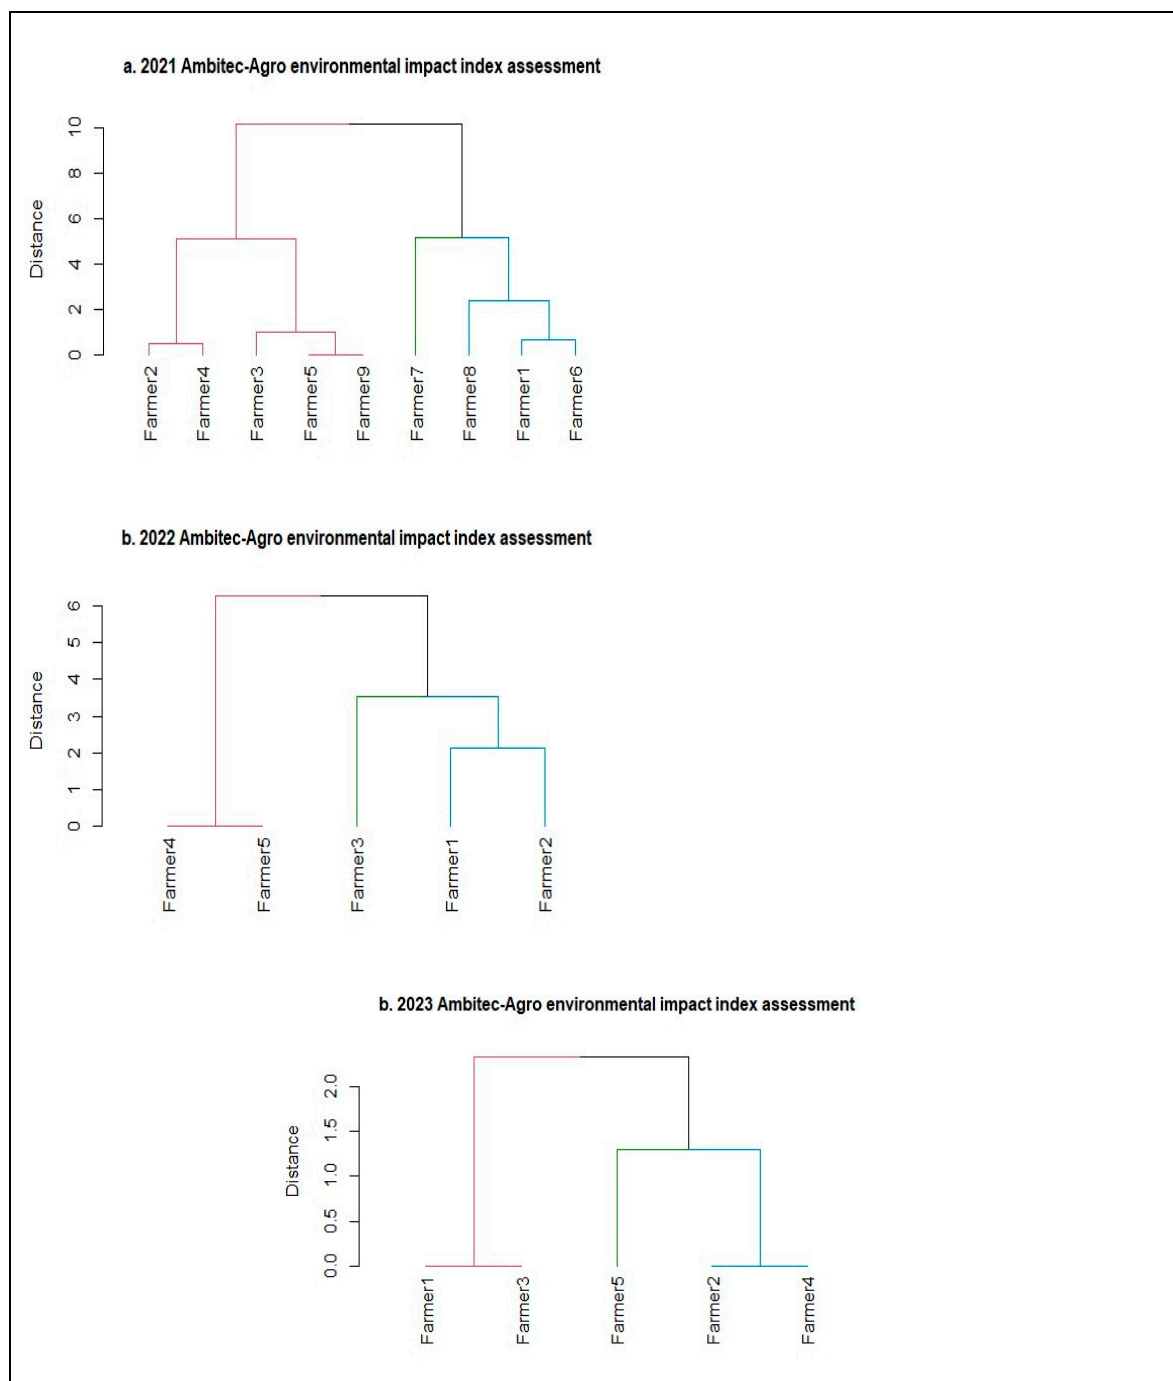 a. 2021 Ambitec-Agro environmental impact index assessment
Distance
10
8
6
4
2
0
Farmer2
Farmer4
Farmer3
Farmer5
Farmer9
Farmer7
Farmer8
Farmer1
Farmer6
b. 2022 Ambitec-Agro environmental impact index assessment
Distance
6
5
4
3
2
1
0
Farmer4
Farmer5
Farmer3
Farmer1
Farmer2
b. 2023 Ambitec-Agro environmental impact index assessment
Distance
2.0
1.5
1.0
0.5
0.0
Farmer1
Farmer3
Farmer5
Farmer2
Farmer4